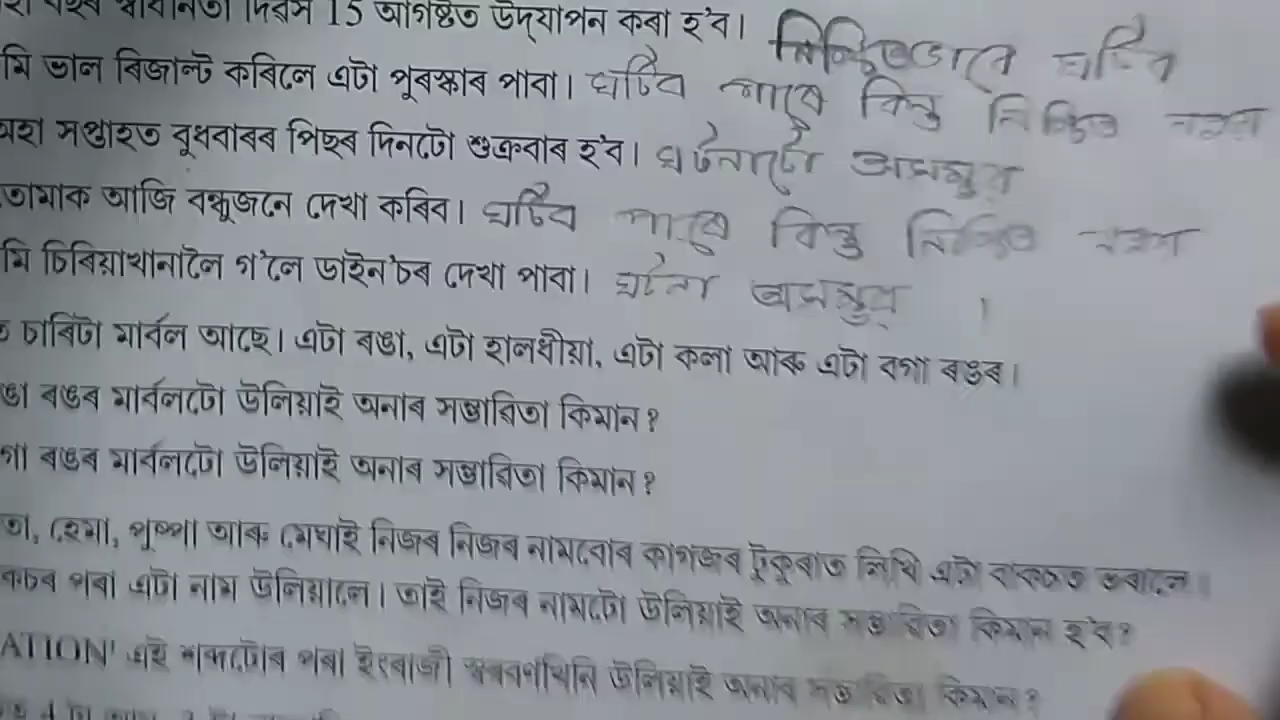 স্বাধীনতা দিৱস 15 আগষ্টত উদ্‌যাপন কৰা হ'ব। নিশ্চিতভাবে ঘটিব
মি ভাল ৰিজাল্ট কৰিলে এটা পুৰস্কাৰ পাবা। ঘটিব পাৰে কিন্তু নিশ্চিত নহয়
অহা সপ্তাহত বুধবাৰৰ পিছৰ দিনটো শুক্ৰবাৰ হ'ব। ঘটনাটো অসম্ভৱ
তোমাক আজি বন্ধুজনে দেখা কৰিব। ঘটিব পাৰে কিন্তু নিশ্চিত নহয়
মি চিৰিয়াখানালৈ গ'লে ডাইন'চৰ দেখা পাবা। ঘটনা অসম্ভৱ ।
ত চাৰিটা মাৰ্বল আছে। এটা ৰঙা, এটা হালধীয়া, এটা কলা আৰু এটা বগা ৰঙৰ।
ঙা ৰঙৰ মাৰ্বলটো উলিয়াই অনাৰ সম্ভাৱিতা কিমান?
গা ৰঙৰ মাৰ্বলটো উলিয়াই অনাৰ সম্ভাৱিতা কিমান?
তা, হেমা, পুষ্পা আৰু মেঘাই নিজৰ নিজৰ নামবোৰ কাগজৰ টুকুৰাত লিখি এটা বাকচত ভৰালে।
কচৰ পৰা এটা নাম উলিয়ালে। তাই নিজৰ নামটো উলিয়াই অনাৰ সম্ভাৱিতা কিমান হ'ব?
ATION' এই শব্দটোৰ পৰা ইংৰাজী স্বৰবৰ্ণখিনি উলিয়াই অনাৰ সম্ভাৱিতা কিমান?